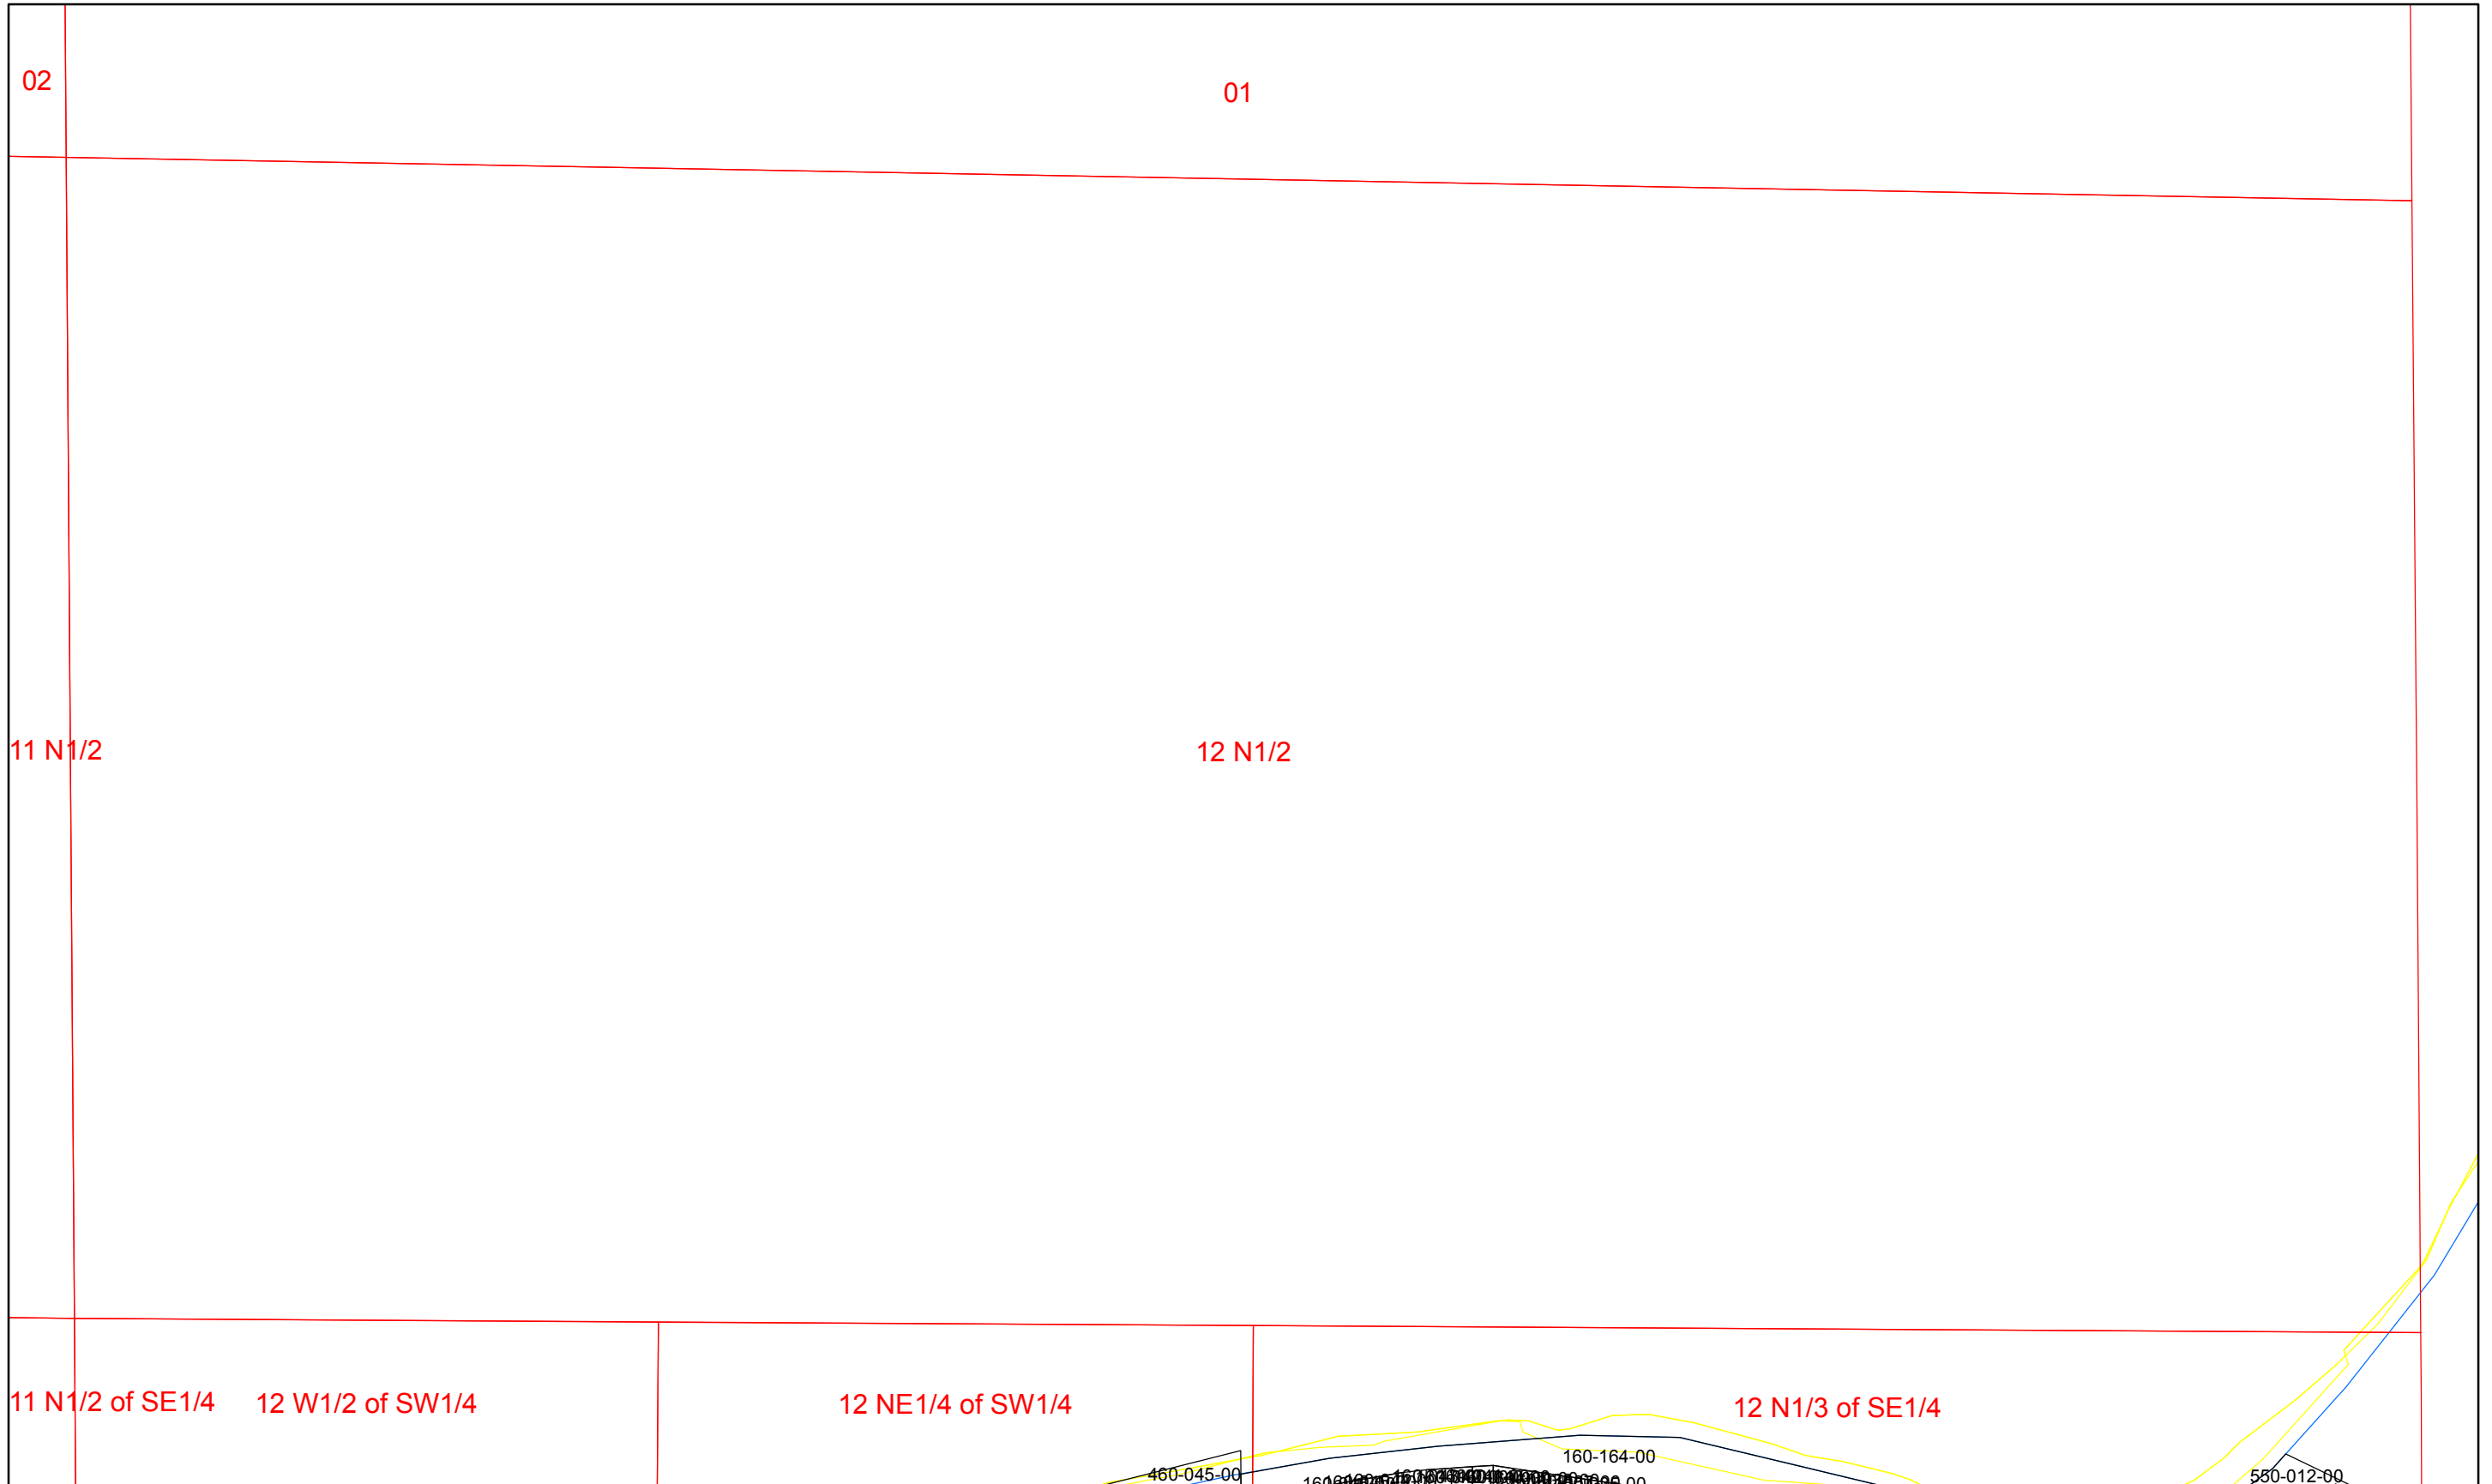 02
01
11 N1/2
12 N1/2
11 N1/2 of SE1/4
12 W1/2 of SW1/4
12 NE1/4 of SW1/4
12 N1/3 of SE1/4
160-164-00
460-045-00
550-012-00